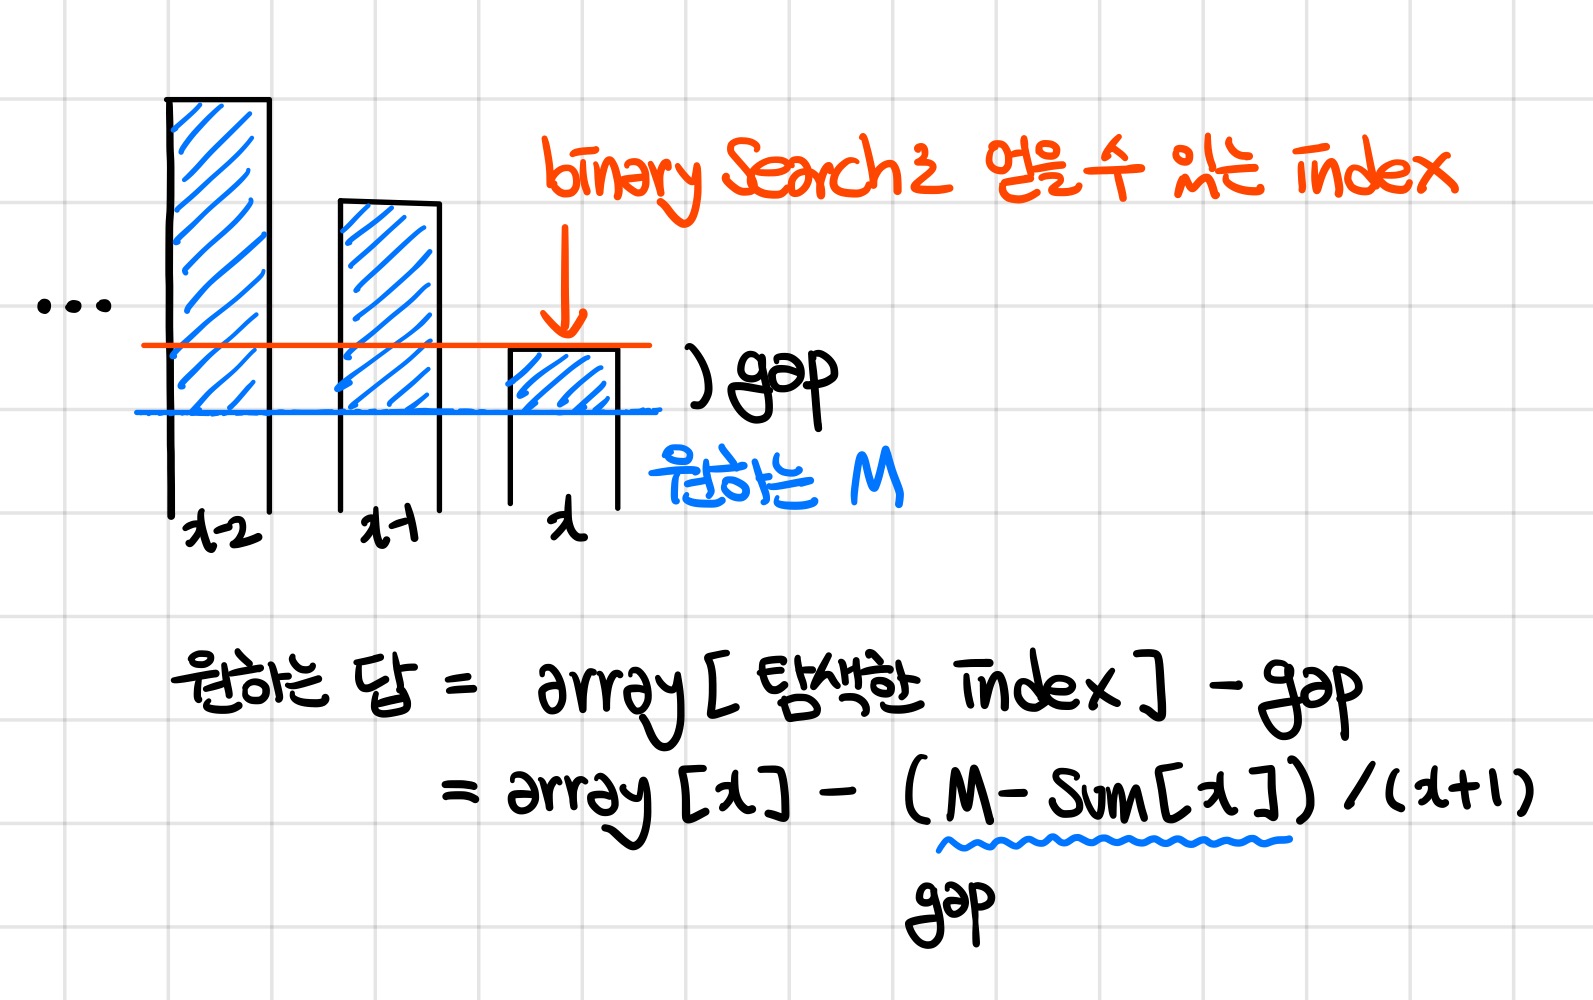 binary Search로 얻을 수 있는 index
...
) gap
원하는 M
x-2 x-1 x
원하는 답 = array [ 탐색한 index ] - gap
= array [x] - (M - Sum[x]) / (x+1)
gap